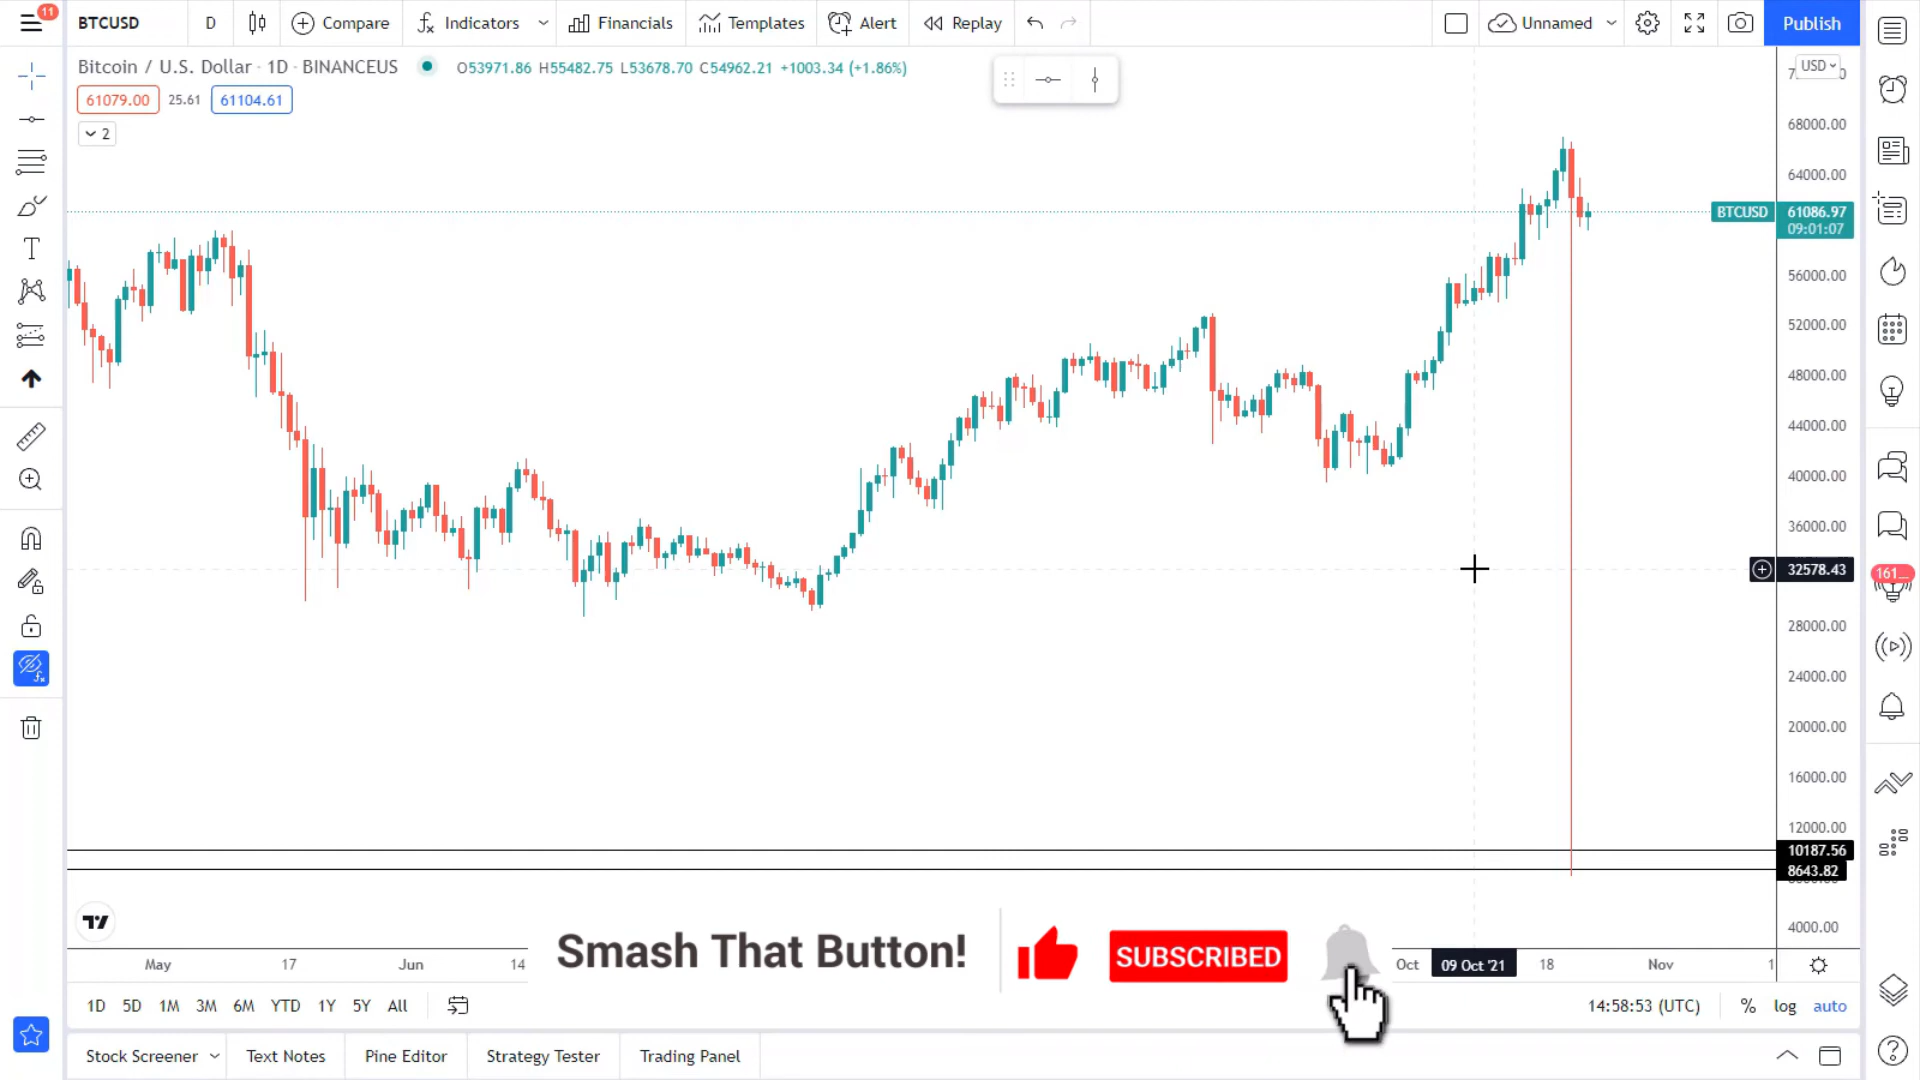 11
BTCUSD D Compare Indicators Financials Templates Alert Replay Unnamed Publish
Bitcoin / U.S. Dollar · 1D · BINANCEUS O53971.86 H55482.75 L53678.70 C54962.21 +1003.34 (+1.86%)
USD
61079.00 25.61 61104.61
2
68000.00
64000.00
BTCUSD 61086.97
09:01:07
56000.00
52000.00
48000.00
44000.00
40000.00
36000.00
32578.43
161...
28000.00
24000.00
20000.00
16000.00
12000.00
10187.56
8643.82
4000.00
Smash That Button! SUBSCRIBED
May 17 Jun 14 Oct 09 Oct '21 18 Nov 1
1D 5D 1M 3M 6M YTD 1Y 5Y All 14:58:53 (UTC) % log auto
Stock Screener Text Notes Pine Editor Strategy Tester Trading Panel